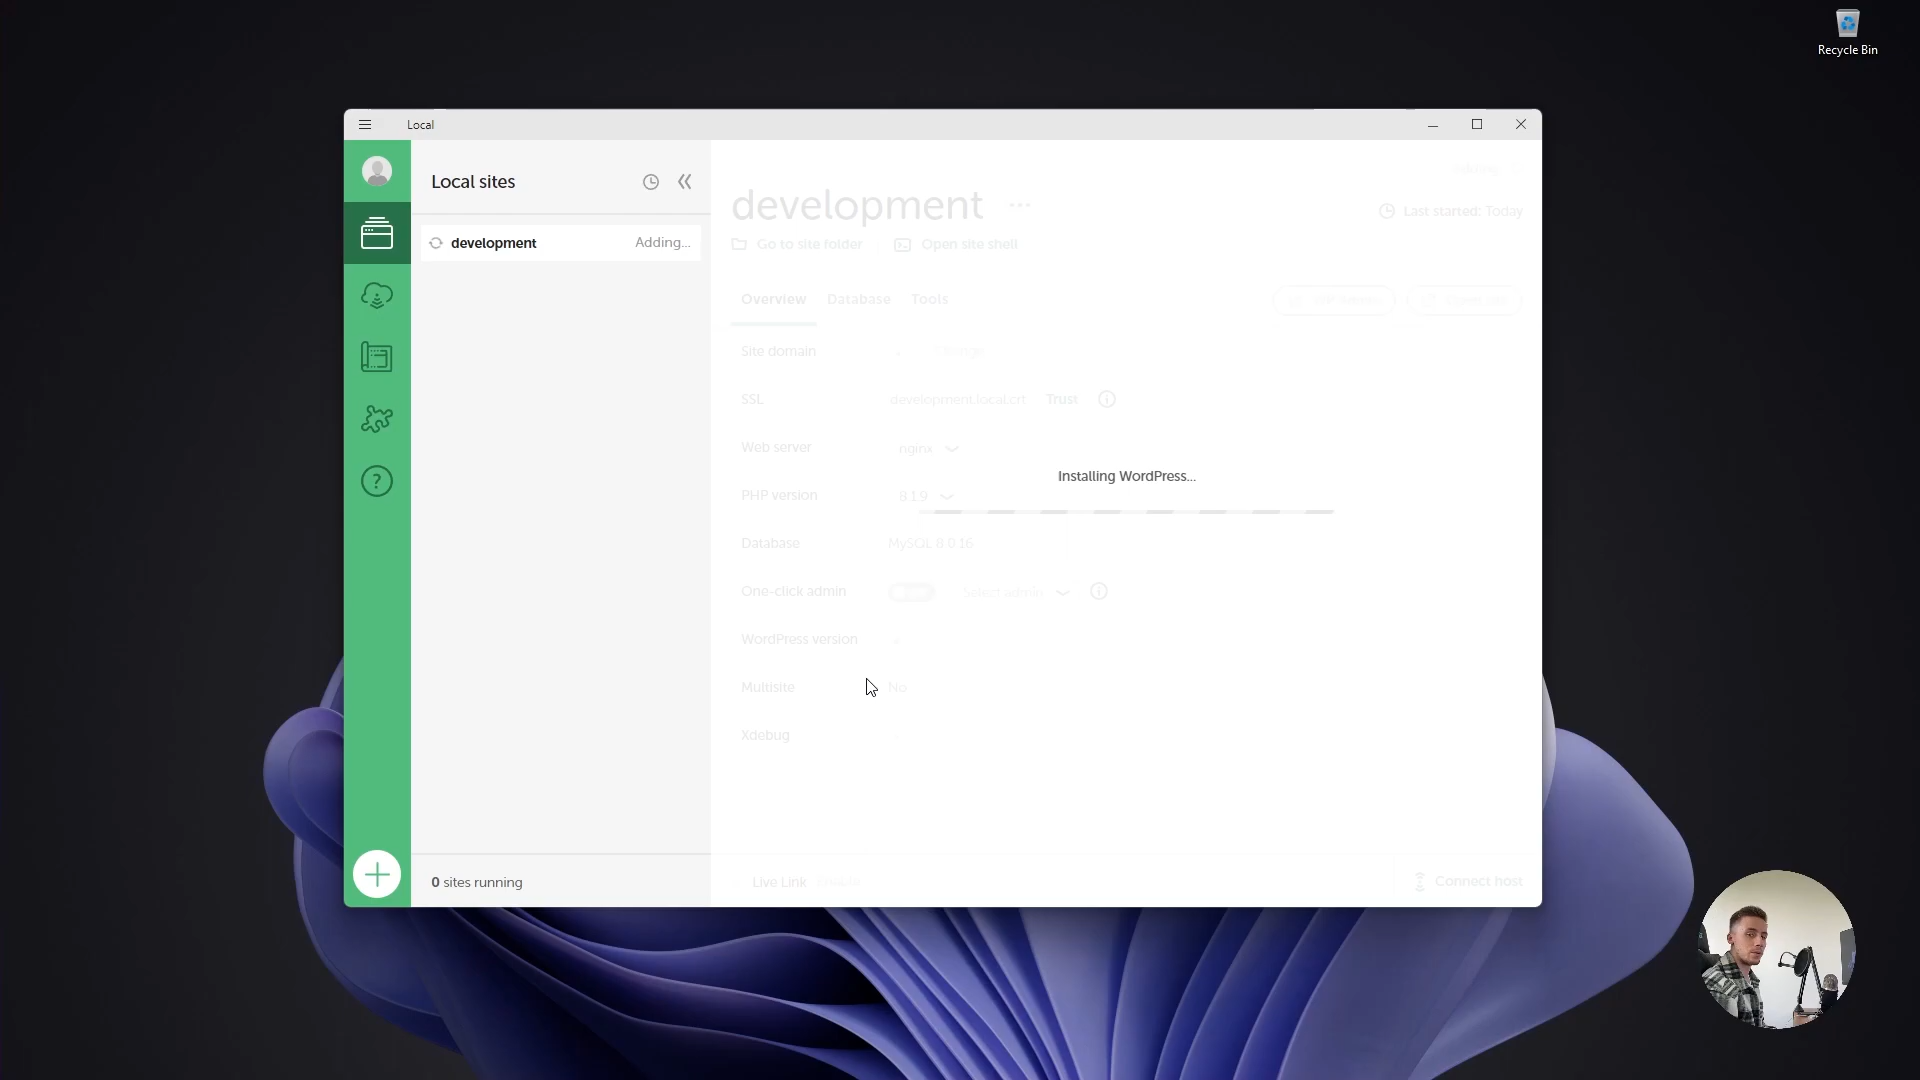 Recycle Bin
Local
Local sites
development
Adding...
0 sites running
development
Last started: Today
Go to site folder
Open site shell
Overview
Database
Tools
Site domain
Change
SSL
development.local.crt
Trust
Web server
nginx
Installing WordPress...
PHP version
8.1.9
Database
MySQL 8.0.16
One-click admin
Select admin
WordPress version
Multisite
No
Xdebug
Live Link
Connect host